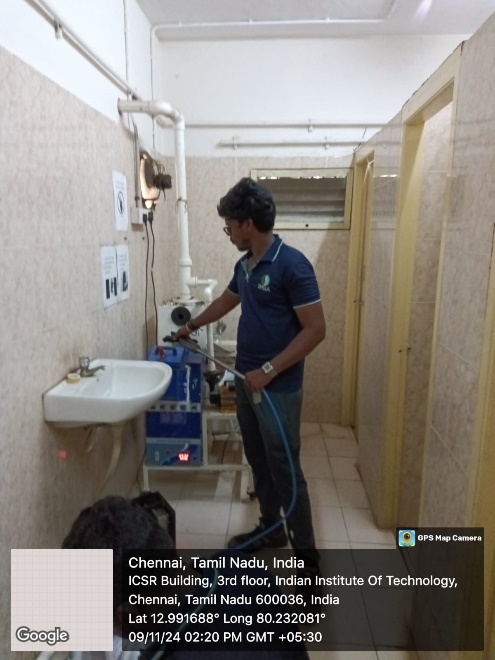 GPS Map Camera
Chennai, Tamil Nadu, India
ICSR Building, 3rd floor, Indian Institute Of Technology,
Chennai, Tamil Nadu 600036, India
Lat 12.991688° Long 80.232081°
09/11/24 02:20 PM GMT +05:30
Google